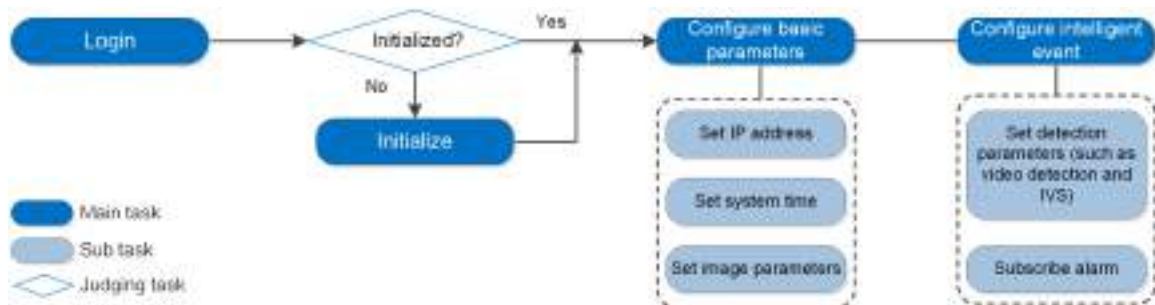 Login
Initialized?
Yes
No
Initialize
Configure basic
parameters
Set IP address
Set system time
Set image parameters
Configure intelligent
event
Set detection
parameters (such as
video detection and
IVS)
Subscribe alarm
Main task
Sub task
Judging task